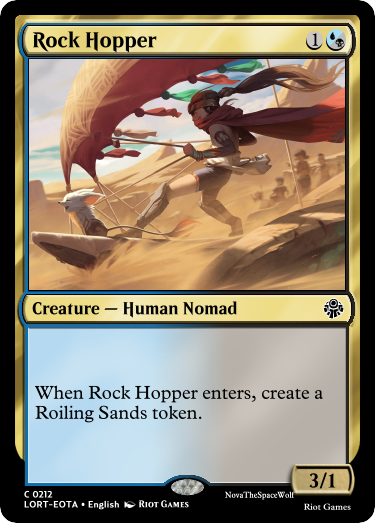 Rock Hopper
1
Creature — Human Nomad
When Rock Hopper enters, create a
Roiling Sands token.
3/1
C 0212
LORT-EOTA • English Riot Games
NovaTheSpaceWolf
Riot Games